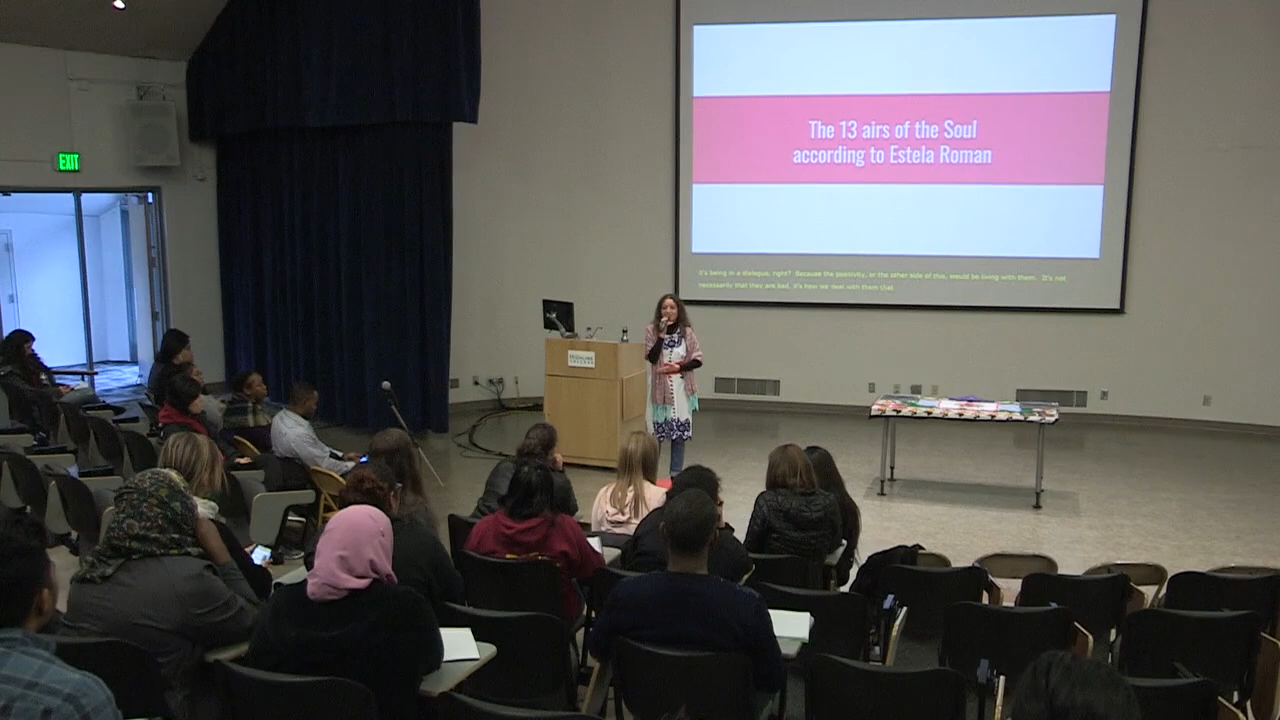 EXIT
The 13 airs of the Soul
according to Estela Roman
It's being in a dialogue, right? Because the positivity, or the other side of this, would be living with them. It's not
necessarily that they are bad, it's how we deal with them that
HIGHLINE
COLLEGE